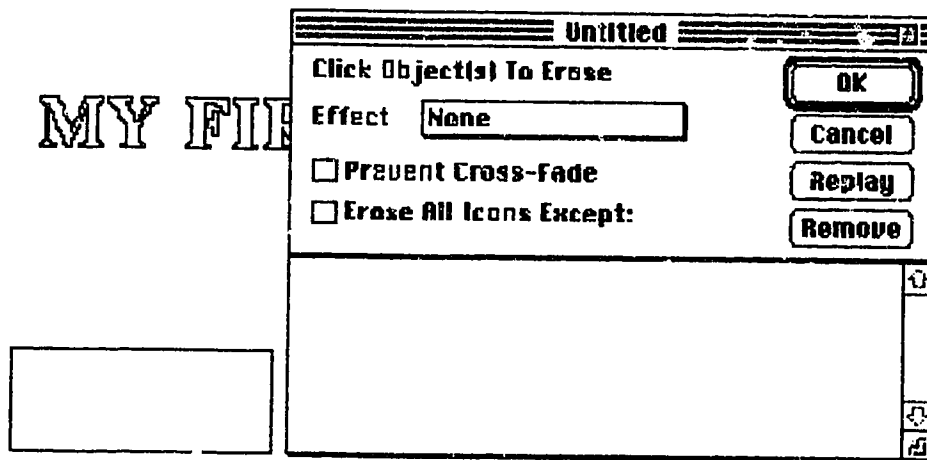 Untitled
Click Object(s) To Erase
OK
MY FI
Effect None
Cancel
Prevent Cross-Fade
Replay
Erase All Icons Except:
Remove